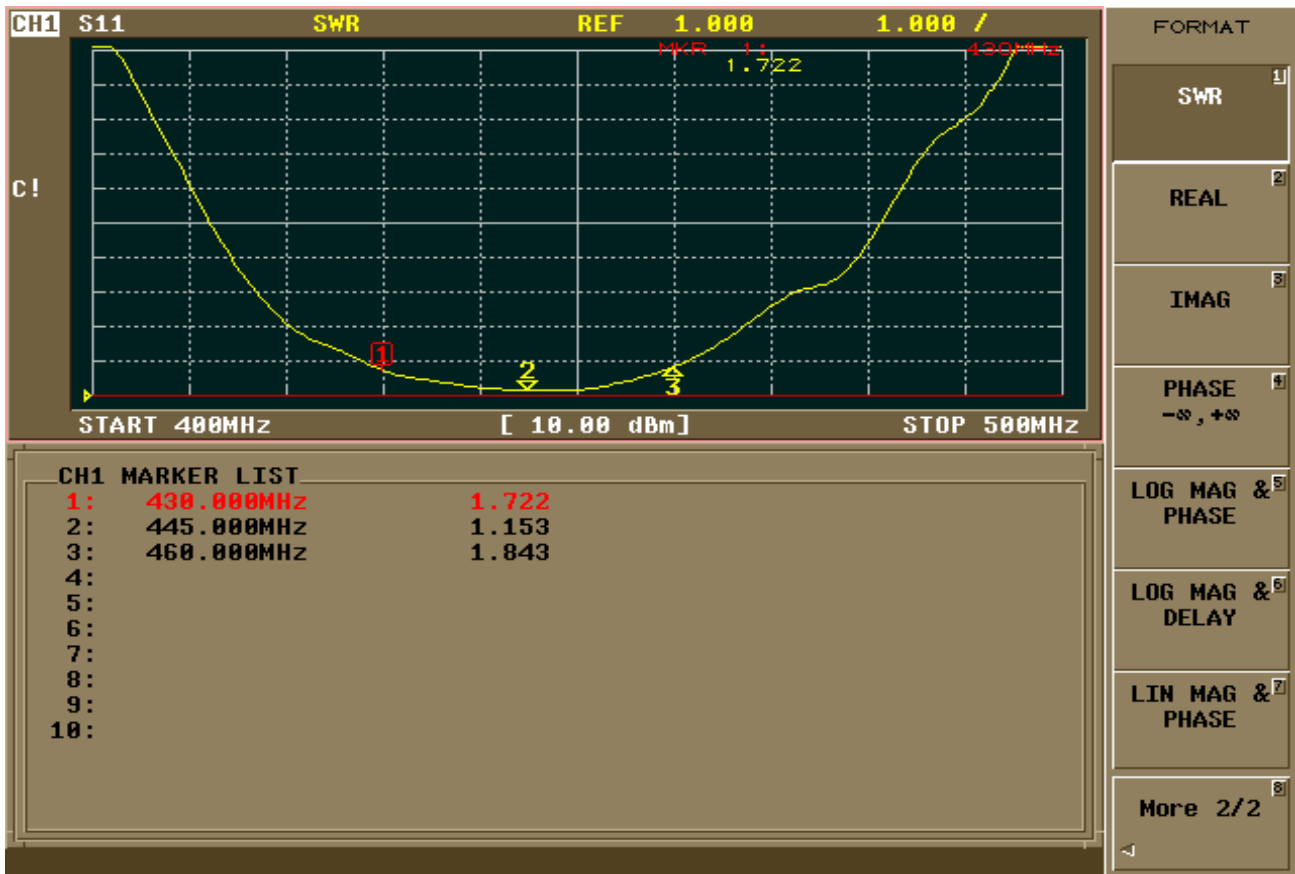 CH1 S11 SWR REF 1.000 1.000 /
MKR 1: 430MHz
1.722
C!
1
2
3
START 400MHz [ 10.00 dBm] STOP 500MHz
CH1 MARKER LIST
1: 430.000MHz 1.722
2: 445.000MHz 1.153
3: 460.000MHz 1.843
4:
5:
6:
7:
8:
9:
10:
FORMAT
1
SWR
2
REAL
3
IMAG
4
PHASE
-∞,+∞
5
LOG MAG &
PHASE
6
LOG MAG &
DELAY
7
LIN MAG &
PHASE
8
More 2/2